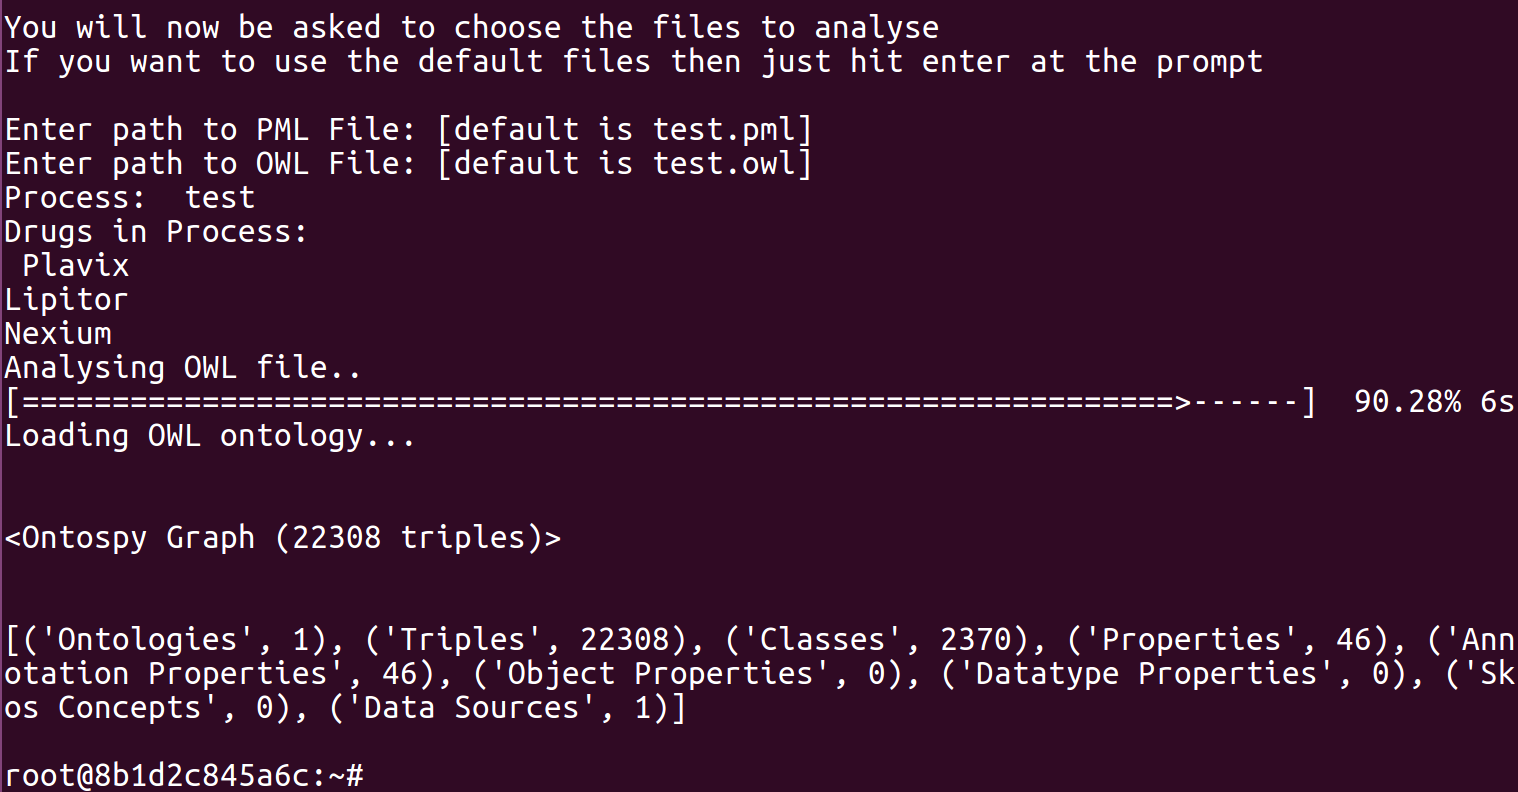 You will now be asked to choose the files to analyse
If you want to use the default files then just hit enter at the prompt
Enter path to PML File: [default is test.pml]
Enter path to OWL File: [default is test.owl]
Process:  test
Drugs in Process:
 Plavix
Lipitor
Nexium
Analysing OWL file..
[================================================================>------]  90.28% 6s
Loading OWL ontology...
<Ontospy Graph (22308 triples)>
[('Ontologies', 1), ('Triples', 22308), ('Classes', 2370), ('Properties', 46), ('Ann
otation Properties', 46), ('Object Properties', 0), ('Datatype Properties', 0), ('Sk
os Concepts', 0), ('Data Sources', 1)]
root@8b1d2c845a6c:~#